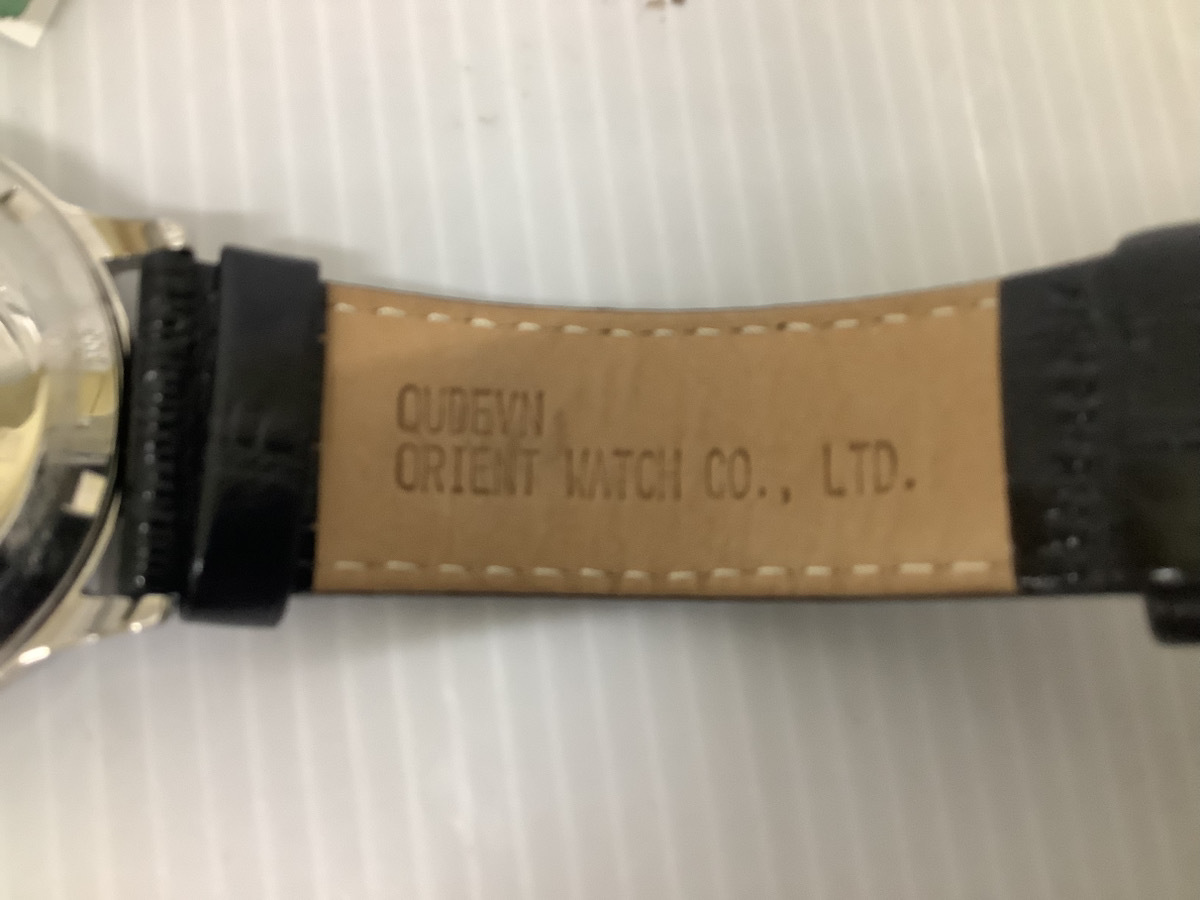 QUDEVN
ORIENT WATCH CO., LTD.